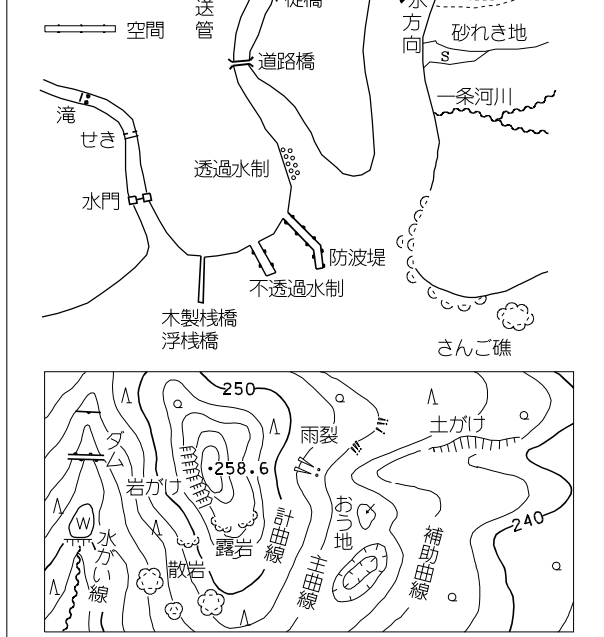 送管
空間
従橋
水方向
砂れき地
s
道路橋
一条河川
滝
せき
透過水制
水門
防波堤
不透過水制
木製桟橋
浮桟橋
さんご礁
250
土がけ
雨裂
ダム
・258.6
岩がけ
おう地
計曲線
240
W
水がい線
露岩
補助曲線
主曲線
散岩